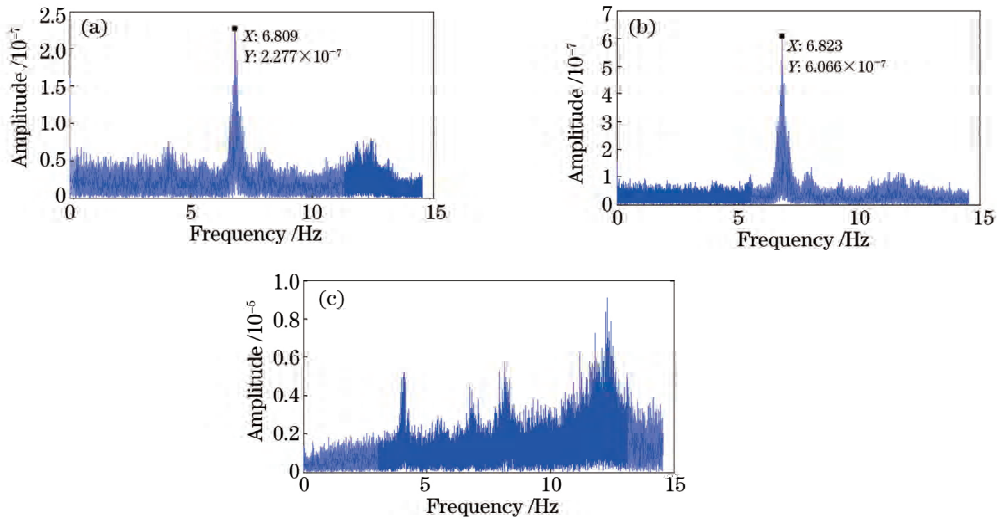 (a)
X: 6.809
Y: 2.277×10⁻⁷
2.5
2.0
1.5
1.0
0.5
0
Amplitude /10⁻⁷
0 5 10 15
Frequency /Hz
(b)
X: 6.823
Y: 6.066×10⁻⁷
7
6
5
4
3
2
1
0
Amplitude /10⁻⁷
0 5 10 15
Frequency /Hz
(c)
1.0
0.8
0.6
0.4
0.2
0
Amplitude /10⁻⁵
0 5 10 15
Frequency /Hz